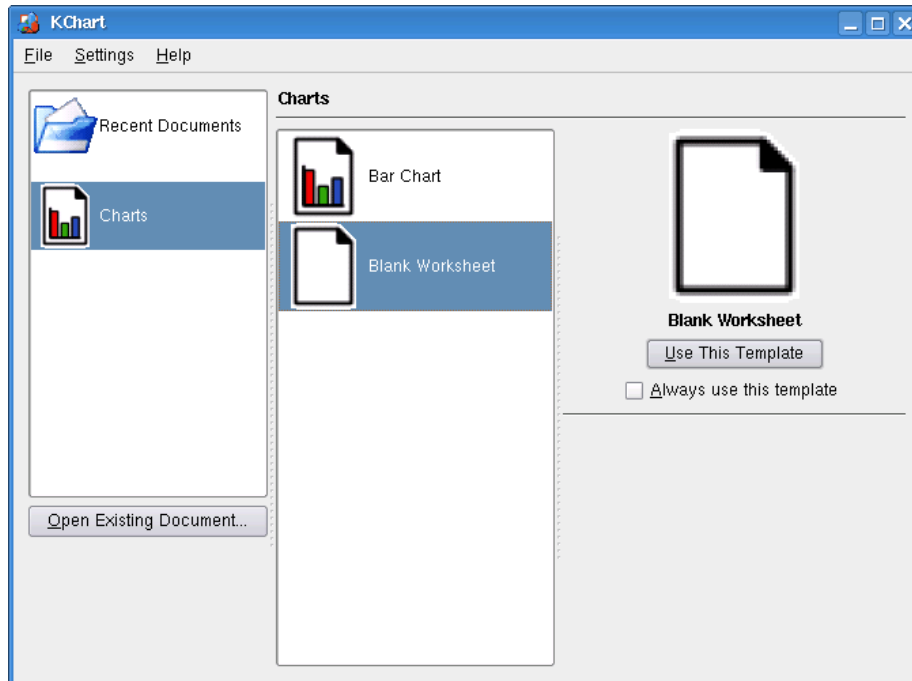 KChart
File Settings Help
Recent Documents
Charts
Open Existing Document...
Charts
Bar Chart
Blank Worksheet
Blank Worksheet
Use This Template
Always use this template